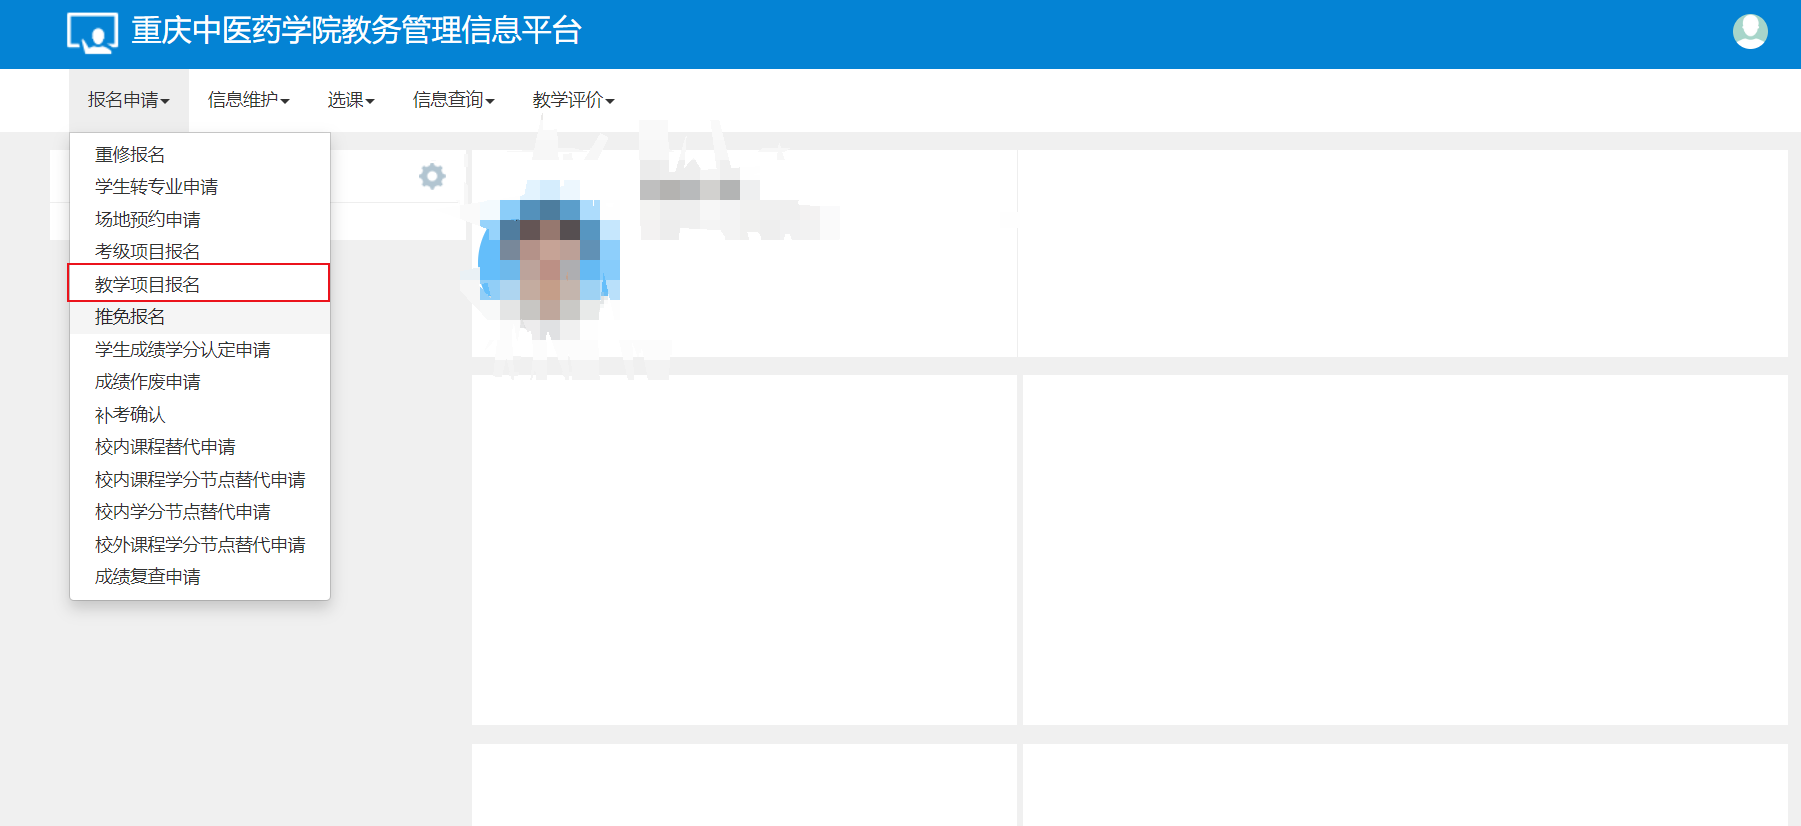 重庆中医药学院教务管理信息平台
报名申请 信息维护 选课 信息查询 教学评价
重修报名
学生转专业申请
场地预约申请
考级项目报名
教学项目报名
推免报名
学生成绩学分认定申请
成绩作废申请
补考确认
校内课程替代申请
校内课程学分节点替代申请
校内学分节点替代申请
校外课程学分节点替代申请
成绩复查申请